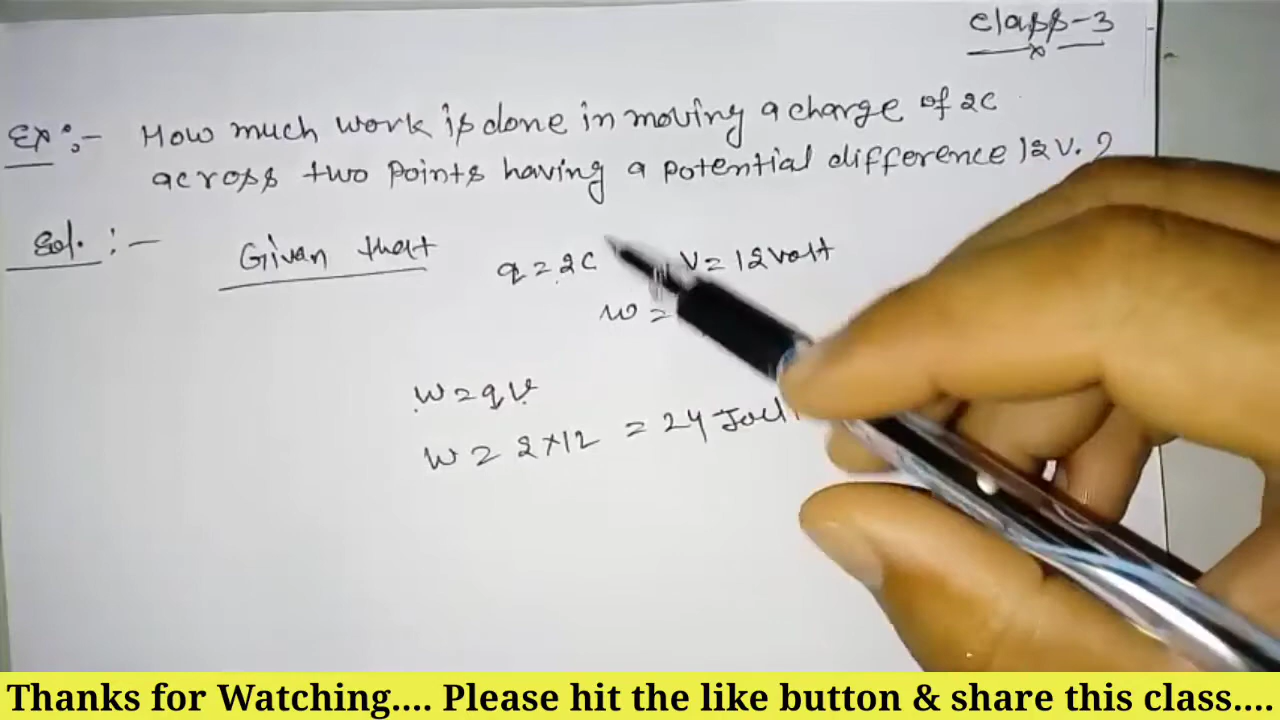 Class-3
Ex:- How much work is done in moving a charge of 2C
across two points having a potential difference 12V.?
Sol. :- Given that q = 2C V = 12 volt
w =
W = qV
W = 2×12 = 24
Thanks for Watching.... Please hit the like button & share this class....